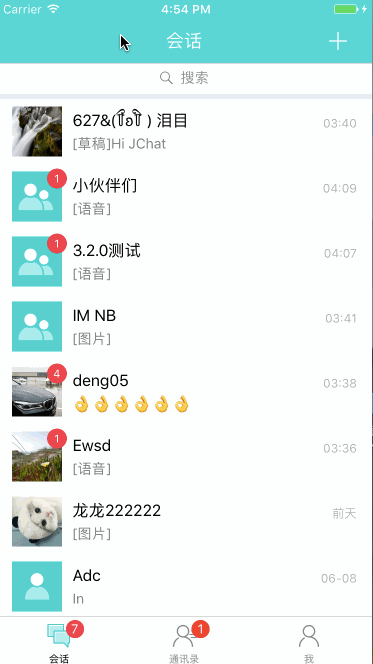 Carrier 4:54 PM
会话
搜索
627&(ꍏ⍨ꍏ) 泪目 03:40
[草稿]Hi JChat
1
小伙伴们 04:09
[语音]
1
3.2.0测试 04:07
[语音]
IM NB 03:41
[图片]
4
deng05 03:38
👌👌👌👌👌👌
1
Ewsd 03:36
[语音]
龙龙222222 前天
[图片]
Adc 06-08
In
7 1
会话 通讯录 我